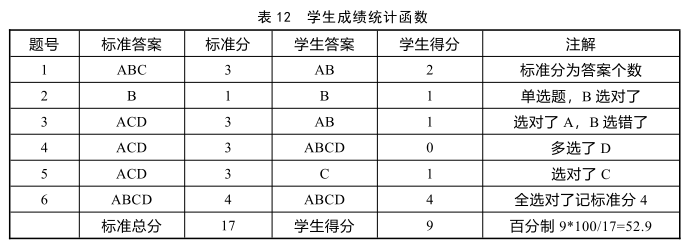 表 12 学生成绩统计函数
题号 标准答案 标准分 学生答案 学生得分 注解
1 ABC 3 AB 2 标准分为答案个数
2 B 1 B 1 单选题，B 选对了
3 ACD 3 AB 1 选对了 A，B 选错了
4 ACD 3 ABCD 0 多选了 D
5 ACD 3 C 1 选对了 C
6 ABCD 4 ABCD 4 全选对了记标准分 4
标准总分 17 学生得分 9 百分制 9*100/17=52.9